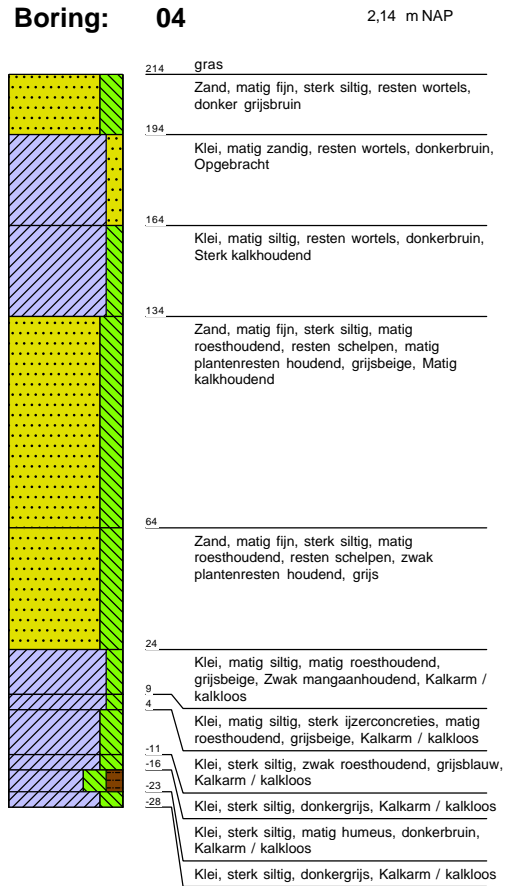 Boring: 04 2,14 m NAP
214 gras
Zand, matig fijn, sterk siltig, resten wortels,
donker grijsbruin
194
Klei, matig zandig, resten wortels, donkerbruin,
Opgebracht
164
Klei, matig siltig, resten wortels, donkerbruin,
Sterk kalkhoudend
134
Zand, matig fijn, sterk siltig, matig
roesthoudend, resten schelpen, matig
plantenresten houdend, grijsbeige, Matig
kalkhoudend
64
Zand, matig fijn, sterk siltig, matig
roesthoudend, resten schelpen, zwak
plantenresten houdend, grijs
24
Klei, matig siltig, matig roesthoudend,
grijsbeige, Zwak mangaanhoudend, Kalkarm /
kalkloos
9
4
Klei, matig siltig, sterk ijzerconcreties, matig
roesthoudend, grijsbeige, Kalkarm / kalkloos
-11
Klei, sterk siltig, zwak roesthoudend, grijsblauw,
Kalkarm / kalkloos
-16
-23
Klei, sterk siltig, donkergrijs, Kalkarm / kalkloos
-28
Klei, sterk siltig, matig humeus, donkerbruin,
Kalkarm / kalkloos
Klei, sterk siltig, donkergrijs, Kalkarm / kalkloos